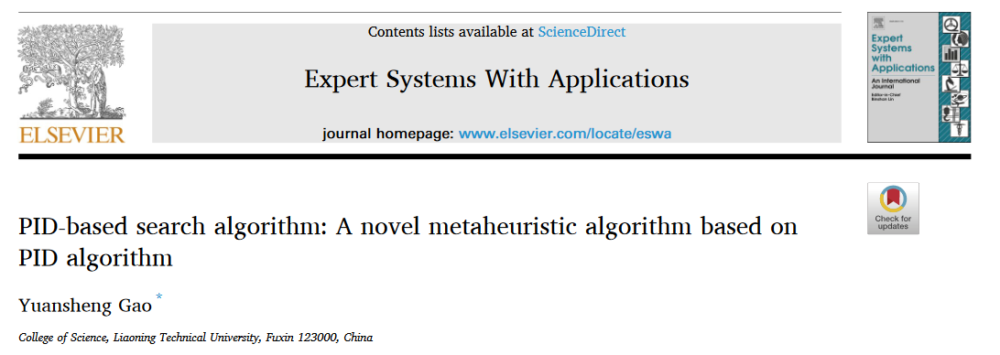 Contents lists available at ScienceDirect
Expert Systems With Applications
journal homepage: www.elsevier.com/locate/eswa
ELSEVIER
Expert
Systems
with
Applications
An International
Journal
Editor-in-Chief
Binshan Lin
Check for
updates
PID-based search algorithm: A novel metaheuristic algorithm based on
PID algorithm
Yuansheng Gao *
College of Science, Liaoning Technical University, Fuxin 123000, China